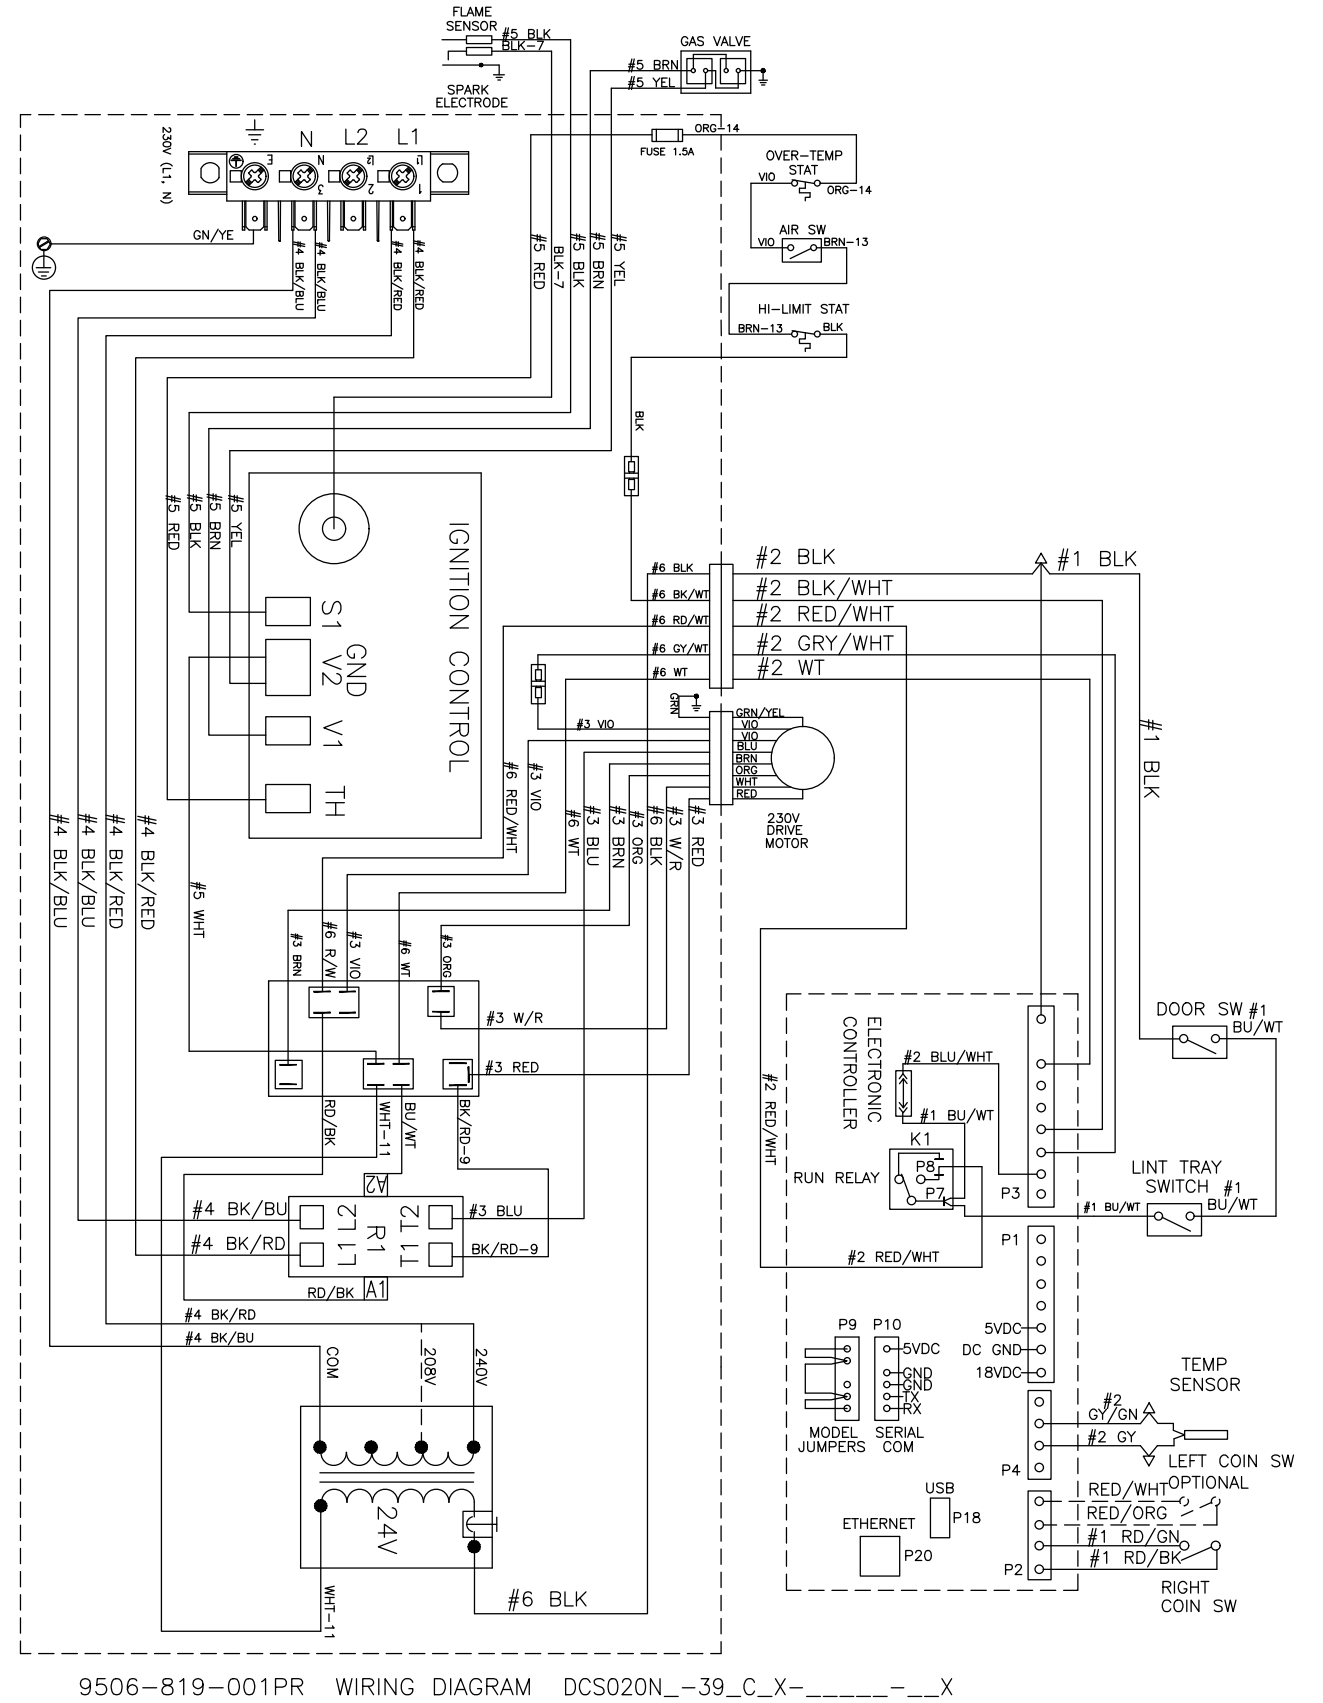 FLAME
SENSOR
#5 BLK
BLK-7
SPARK
ELECTRODE
GAS VALVE
#5 BRN
#5 YEL
230V (L1, N)
N
L2
L1
E
N
L2
L1
3
2
1
GN/YE
#4 BLK/BLU
#4 BLK/BLU
#4 BLK/RED
#4 BLK/RED
ORG-14
FUSE 1.5A
OVER-TEMP
STAT
VIO
ORG-14
AIR SW
VIO
BRN-13
HI-LIMIT STAT
BRN-13
BLK
#5 RED
BLK-7
#5 BLK
#5 BRN
#5 YEL
BLK
#5 RED
#5 BLK
#5 BRN
#5 YEL
IGNITION CONTROL
S1
GND
V2
V1
TH
#6 BLK
#6 BK/WT
#6 RD/WT
#6 GY/WT
#6 WT
#2 BLK
#1 BLK
#2 BLK/WHT
#2 RED/WHT
#2 GRY/WHT
#2 WT
GRN
#3 VIO
GRN/YEL
VIO
VIO
BLU
BRN
ORG
WHT
RED
230V
DRIVE
MOTOR
#1 BLK
#4 BLK/BLU
#4 BLK/BLU
#4 BLK/RED
#4 BLK/RED
#5 WHT
#6 RED/WHT
#3 VIO
#6 WT
#3 BLU
#3 BRN
#3 ORG
#6 BLK
#3 W/R
#3 RED
#3 BRN
#6 R/W
#3 VIO
#6 WT
#3 ORG
#3 W/R
#3 RED
RD/BK
WHT-11
BU/WT
BK/RD-9
A2
#4 BK/BU
L2
R1
T2
#3 BLU
#4 BK/RD
L1
T1
BK/RD-9
RD/BK
A1
#4 BK/RD
#4 BK/BU
COM
208V
240V
24V
WHT-11
#6 BLK
#2 RED/WHT
ELECTRONIC
CONTROLLER
#2 BLU/WHT
#1 BU/WT
K1
P8
RUN RELAY
P7
P3
#2 RED/WHT
DOOR SW
#1
BU/WT
LINT TRAY
SWITCH
#1
BU/WT
#1 BU/WT
P1
5VDC
DC GND
18VDC
P9
P10
5VDC
GND
GND
TX
RX
MODEL
JUMPERS
SERIAL
COM
TEMP
SENSOR
#2
GY/GN
#2 GY
P4
LEFT COIN SW
OPTIONAL
RED/WHT
RED/ORG
#1 RD/GN
#1 RD/BK
P2
RIGHT
COIN SW
USB
P18
ETHERNET
P20
9506-819-001PR WIRING DIAGRAM DCS020N_-39_C_X-_____-__X